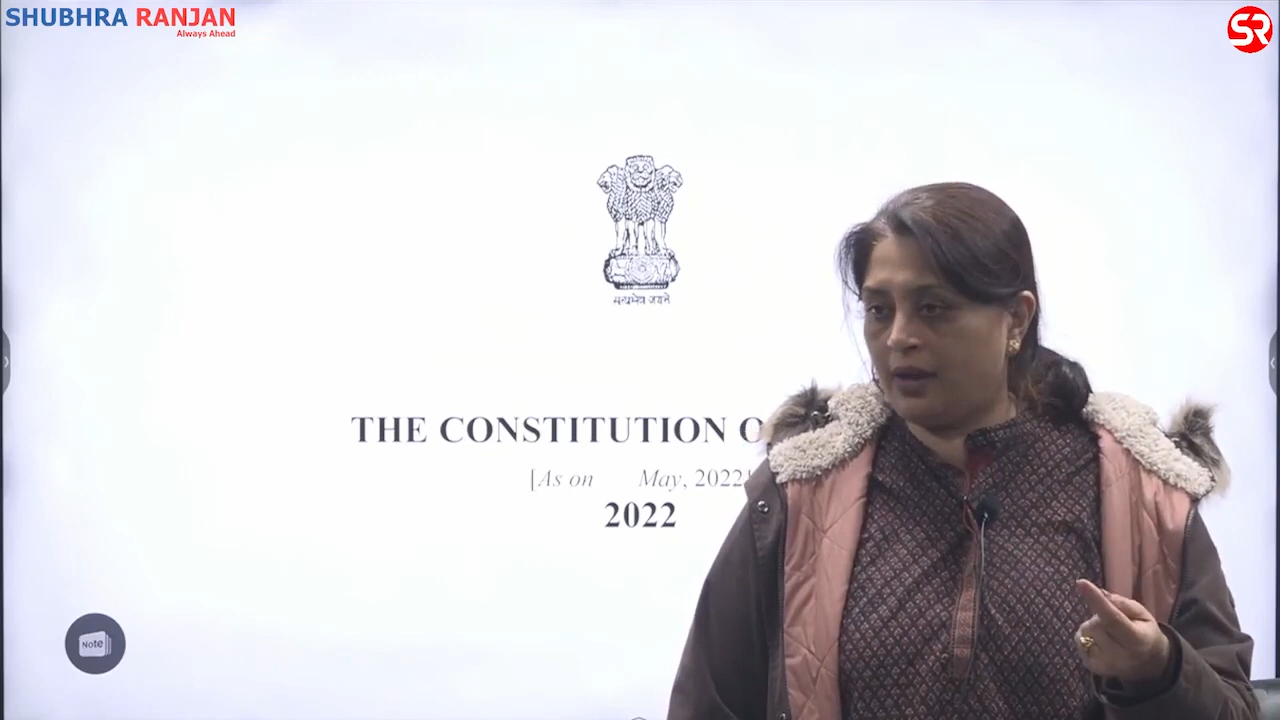 SHUBHRA RANJAN
Always Ahead
SR
सत्यमेव जयते
THE CONSTITUTION O
[As on May, 2022]
2022
Note